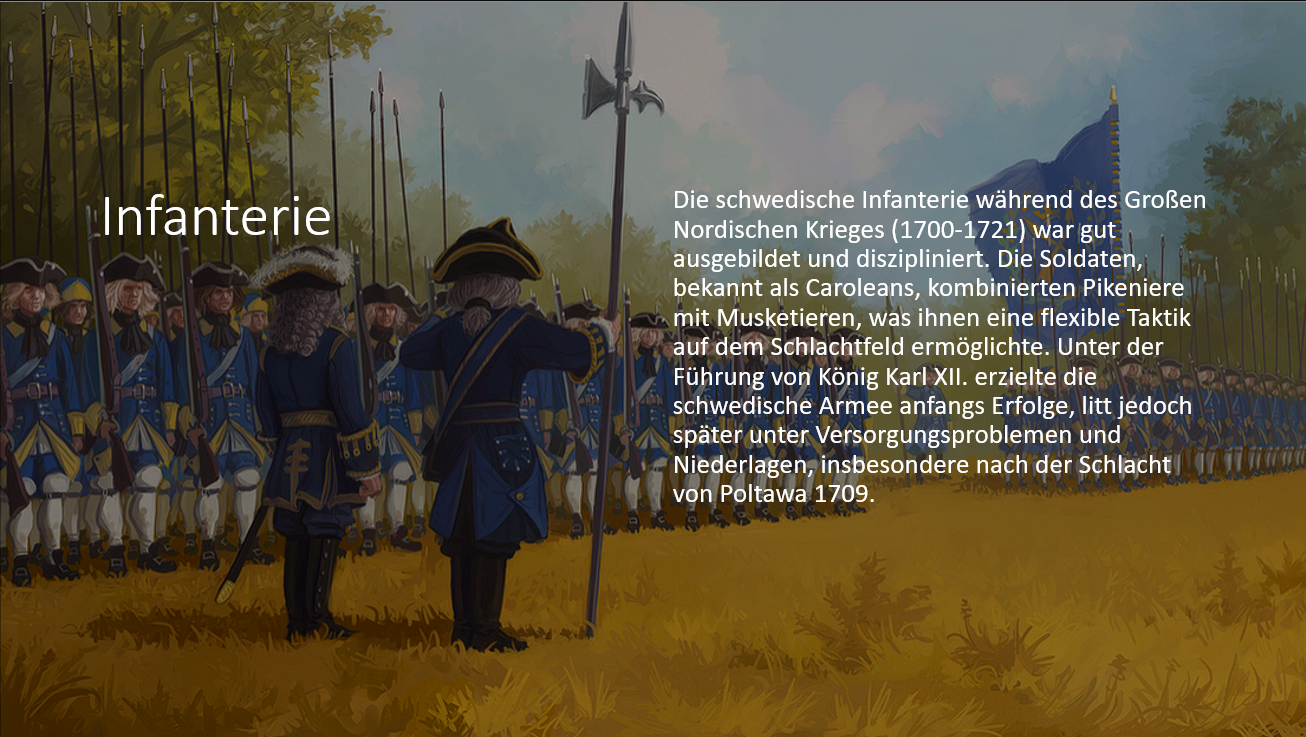 Infanterie
Die schwedische Infanterie während des Großen
Nordischen Krieges (1700-1721) war gut
ausgebildet und diszipliniert. Die Soldaten,
bekannt als Caroleans, kombinierten Pikeniere
mit Musketieren, was ihnen eine flexible Taktik
auf dem Schlachtfeld ermöglichte. Unter der
Führung von König Karl XII. erzielte die
schwedische Armee anfangs Erfolge, litt jedoch
später unter Versorgungsproblemen und
Niederlagen, insbesondere nach der Schlacht
von Poltawa 1709.